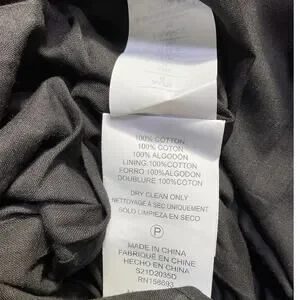 100% COTTON
100% COTON
100% ALGODON
LINING:100%COTTON
FORRO:100%ALGODON
DOUBLURE:100%COTON
DRY CLEAN ONLY
NETTOYAGE À SEC UNIQUEMENT
SOLO LIMPIEZA EN SECO
P
MADE IN CHINA
FABRIQUÉ EN CHINE
HECHO EN CHINA
S21D2035D
RN158693